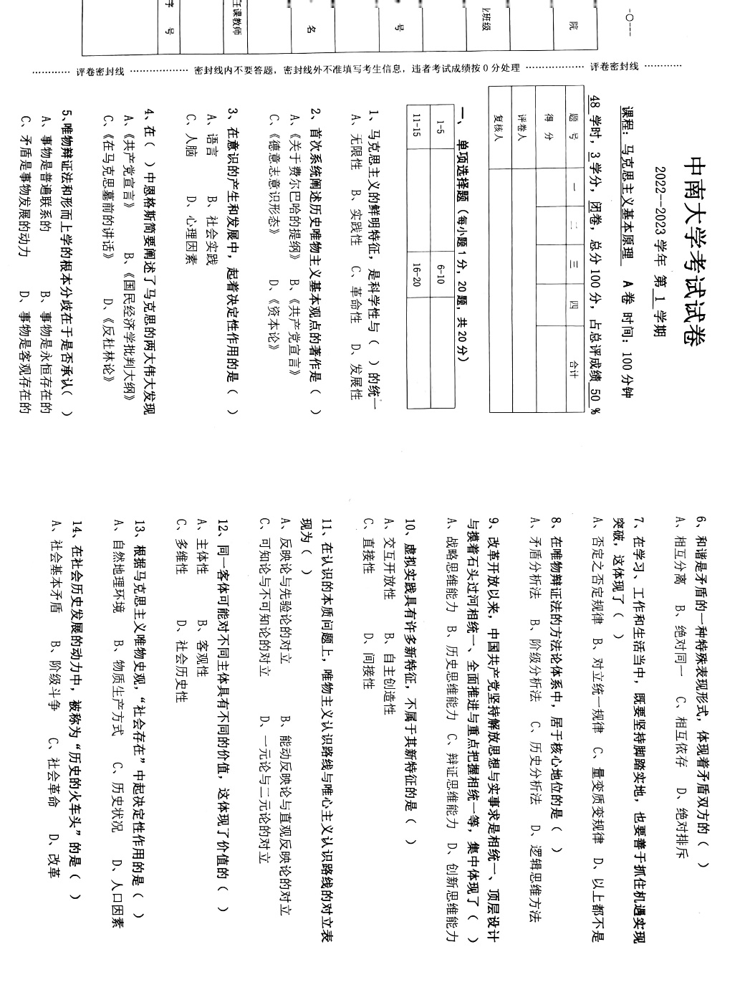 -○---
院
业班级
号
名
任课教师
字 号
………… 评卷密封线 ……………… 密封线内不要答题，密封线外不准填写考生信息，违者考试成绩按 0 分处理 ……………… 评卷密封线 …………
中南大学考试试卷
2022--2023 学年 第 1 学期
课程：马克思主义基本原理 A 卷 时间：100 分钟
48 学时，3 学分，闭卷，总分 100 分，占总评成绩 50 %
题 号 一 二 三 四 合计
得 分
评卷人
复核人
一、 单项选择题（每小题 1 分，20 题，共 20 分）
1-5 6-10
11-15 16-20
1、马克思主义的鲜明特征，是科学性与（ ）的统一
A、无限性 B、实践性 C、革命性 D、发展性
2、首次系统阐述历史唯物主义基本观点的著作是（ ）
A、《关于费尔巴哈的提纲》 B、《共产党宣言》
C、《德意志意识形态》 D、《资本论》
3、在意识的产生和发展中，起着决定性作用的是（ ）
A、语言 B、社会实践
C、人脑 D、心理因素
4、在（ ）中恩格斯简要阐述了马克思的两大伟大发现
A、《共产党宣言》 B、《国民经济学批判大纲》
C、《在马克思墓前的讲话》 D、《反杜林论》
5、唯物辩证法和形而上学的根本分歧在于是否承认（ ）
A、事物是普遍联系的 B、事物是永恒存在的
C、矛盾是事物发展的动力 D、事物是客观存在的
6、和谐是矛盾的一种特殊表现形式，体现着矛盾双方的（ ）
A、相互分离 B、绝对同一 C、相互依存 D、绝对排斥
7、在学习、工作和生活当中，既要坚持脚踏实地，也要善于抓住机遇实现
突破，这体现了（ ）
A、否定之否定规律 B、对立统一规律 C、量变质变规律 D、以上都不是
8、在唯物辩证法的方法论体系中，居于核心地位的是（ ）
A、矛盾分析法 B、阶级分析法 C、历史分析法 D、逻辑思维方法
9、改革开放以来，中国共产党坚持解放思想与实事求是相统一、顶层设计
与摸着石头过河相统一、全面推进与重点把握相统一等，集中体现了（ ）
A、战略思维能力 B、历史思维能力 C、辩证思维能力 D、创新思维能力
10、虚拟实践具有许多新特征，不属于其新特征的是（ ）
A、交互开放性 B、自主创造性
C、直接性 D、间接性
11、在认识的本质问题上，唯物主义认识路线与唯心主义认识路线的对立表
现为（ ）
A、反映论与先验论的对立 B、能动反映论与直观反映论的对立
C、可知论与不可知论的对立 D、一元论与二元论的对立
12、同一客体可能对不同主体具有不同的价值，这体现了价值的（ ）
A、主体性 B、客观性
C、多维性 D、社会历史性
13、根据马克思主义唯物史观，“社会存在”中起决定性作用的是（ ）
A、自然地理环境 B、物质生产方式 C、历史状况 D、人口因素
14、在社会历史发展的动力中，被称为“历史的火车头”的是（ ）
A、社会基本矛盾 B、阶级斗争 C、社会革命 D、改革